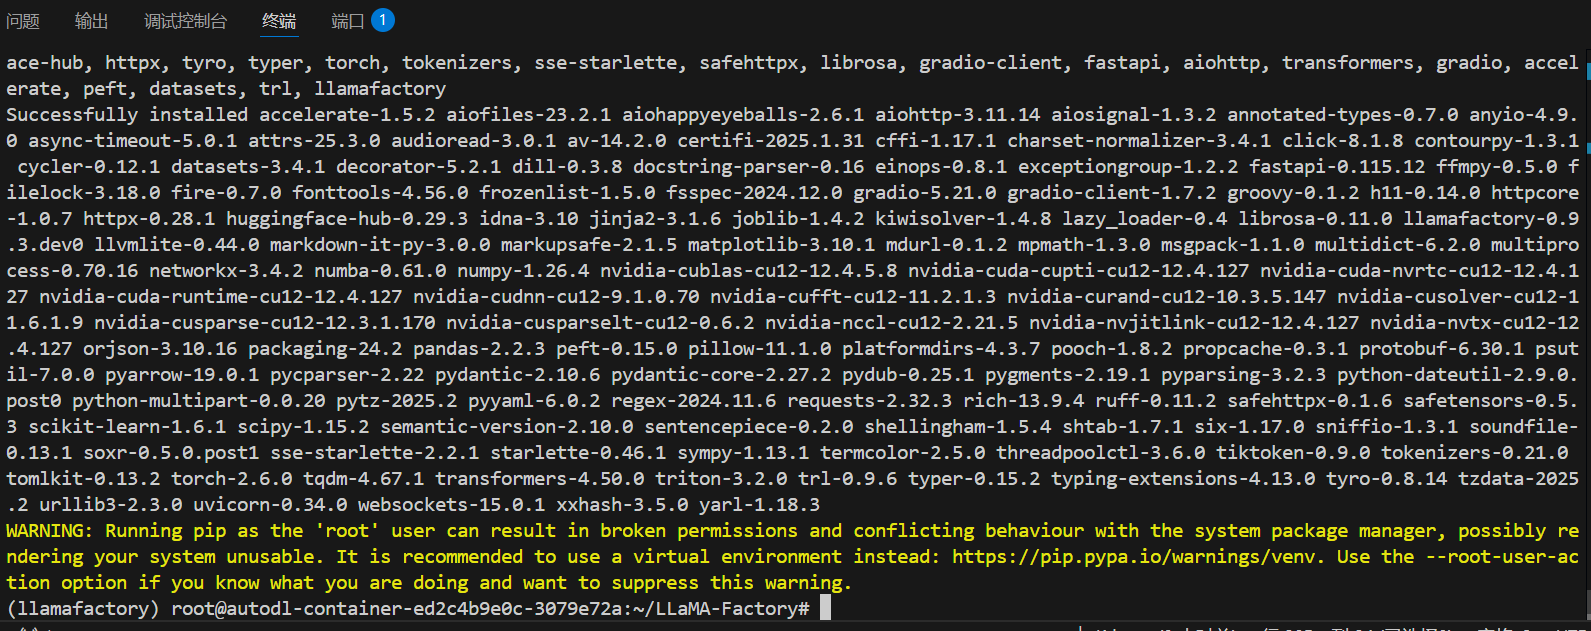 问题 输出 调试控制台 终端 端口 1
ace-hub, httpx, tyro, typer, torch, tokenizers, sse-starlette, safehttpx, librosa, gradio-client, fastapi, aiohttp, transformers, gradio, accel
erate, peft, datasets, trl, llamafactory
Successfully installed accelerate-1.5.2 aiofiles-23.2.1 aiohappyeyeballs-2.6.1 aiohttp-3.11.14 aiosignal-1.3.2 annotated-types-0.7.0 anyio-4.9.
0 async-timeout-5.0.1 attrs-25.3.0 audioread-3.0.1 av-14.2.0 certifi-2025.1.31 cffi-1.17.1 charset-normalizer-3.4.1 click-8.1.8 contourpy-1.3.1
cycler-0.12.1 datasets-3.4.1 decorator-5.2.1 dill-0.3.8 docstring-parser-0.16 einops-0.8.1 exceptiongroup-1.2.2 fastapi-0.115.12 ffmpy-0.5.0 f
ilelock-3.18.0 fire-0.7.0 fonttools-4.56.0 frozenlist-1.5.0 fsspec-2024.12.0 gradio-5.21.0 gradio-client-1.7.2 groovy-0.1.2 h11-0.14.0 httpcore
-1.0.7 httpx-0.28.1 huggingface-hub-0.29.3 idna-3.10 jinja2-3.1.6 joblib-1.4.2 kiwisolver-1.4.8 lazy_loader-0.4 librosa-0.11.0 llamafactory-0.9
.3.dev0 llvmlite-0.44.0 markdown-it-py-3.0.0 markupsafe-2.1.5 matplotlib-3.10.1 mdurl-0.1.2 mpmath-1.3.0 msgpack-1.1.0 multidict-6.2.0 multipro
cess-0.70.16 networkx-3.4.2 numba-0.61.0 numpy-1.26.4 nvidia-cublas-cu12-12.4.5.8 nvidia-cuda-cupti-cu12-12.4.127 nvidia-cuda-nvrtc-cu12-12.4.1
27 nvidia-cuda-runtime-cu12-12.4.127 nvidia-cudnn-cu12-9.1.0.70 nvidia-cufft-cu12-11.2.1.3 nvidia-curand-cu12-10.3.5.147 nvidia-cusolver-cu12-1
1.6.1.9 nvidia-cusparse-cu12-12.3.1.170 nvidia-cusparselt-cu12-0.6.2 nvidia-nccl-cu12-2.21.5 nvidia-nvjitlink-cu12-12.4.127 nvidia-nvtx-cu12-12
.4.127 orjson-3.10.16 packaging-24.2 pandas-2.2.3 peft-0.15.0 pillow-11.1.0 platformdirs-4.3.7 pooch-1.8.2 propcache-0.3.1 protobuf-6.30.1 psut
il-7.0.0 pyarrow-19.0.1 pycparser-2.22 pydantic-2.10.6 pydantic-core-2.27.2 pydub-0.25.1 pygments-2.19.1 pyparsing-3.2.3 python-dateutil-2.9.0.
post0 python-multipart-0.0.20 pytz-2025.2 pyyaml-6.0.2 regex-2024.11.6 requests-2.32.3 rich-13.9.4 ruff-0.11.2 safehttpx-0.1.6 safetensors-0.5.
3 scikit-learn-1.6.1 scipy-1.15.2 semantic-version-2.10.0 sentencepiece-0.2.0 shellingham-1.5.4 shtab-1.7.1 six-1.17.0 sniffio-1.3.1 soundfile-
0.13.1 soxr-0.5.0.post1 sse-starlette-2.2.1 starlette-0.46.1 sympy-1.13.1 termcolor-2.5.0 threadpoolctl-3.6.0 tiktoken-0.9.0 tokenizers-0.21.0
tomlkit-0.13.2 torch-2.6.0 tqdm-4.67.1 transformers-4.50.0 triton-3.2.0 trl-0.9.6 typer-0.15.2 typing-extensions-4.13.0 tyro-0.8.14 tzdata-2025
.2 urllib3-2.3.0 uvicorn-0.34.0 websockets-15.0.1 xxhash-3.5.0 yarl-1.18.3
WARNING: Running pip as the 'root' user can result in broken permissions and conflicting behaviour with the system package manager, possibly re
ndering your system unusable. It is recommended to use a virtual environment instead: https://pip.pypa.io/warnings/venv. Use the --root-user-ac
tion option if you know what you are doing and want to suppress this warning.
(llamafactory) root@autodl-container-ed2c4b9e0c-3079e72a:~/LLaMA-Factory#